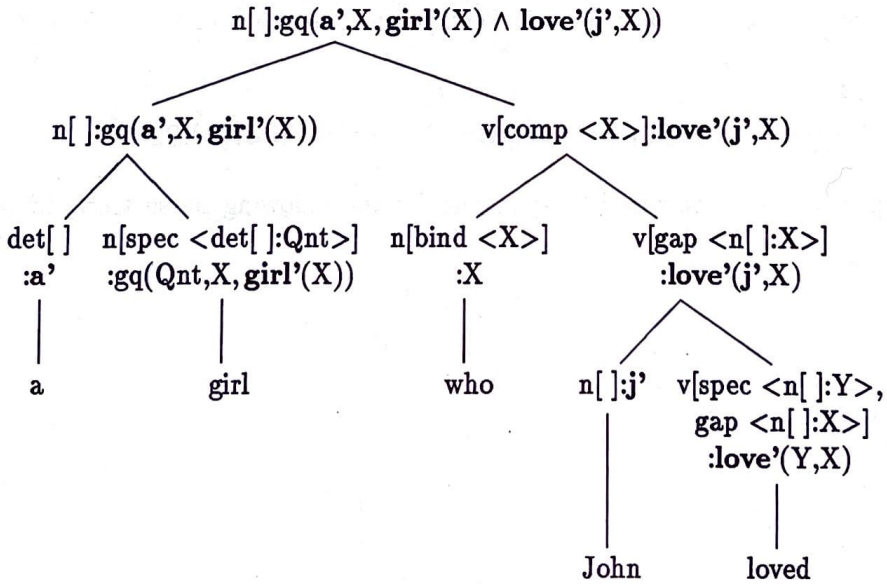 n[ ]:gq(a’,X,girl’(X) ∧ love’(j’,X))
n[ ]:gq(a’,X,girl’(X)) v[comp <X>]:love’(j’,X)
det[ ] n[spec <det[ ]:Qnt>] n[bind <X>] v[gap <n[ ]:X>]
:a’ :gq(Qnt,X,girl’(X)) :X :love’(j’,X)
a girl who n[ ]:j’ v[spec <n[ ]:Y>,
gap <n[ ]:X>]
:love’(Y,X)
John loved